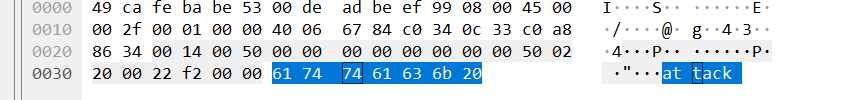 0000 49 ca fe ba be 53 00 de ad be ef 99 08 00 45 00 I····S·· ······E·
0010 00 2f 00 01 00 00 40 06 67 84 c0 34 0c 33 c0 a8 ·/····@· g··4·3··
0020 86 34 00 14 00 50 00 00 00 00 00 00 00 00 50 02 ·4···P·· ······P·
0030 20 00 22 f2 00 00 61 74 74 61 63 6b 20 ·"···at tack